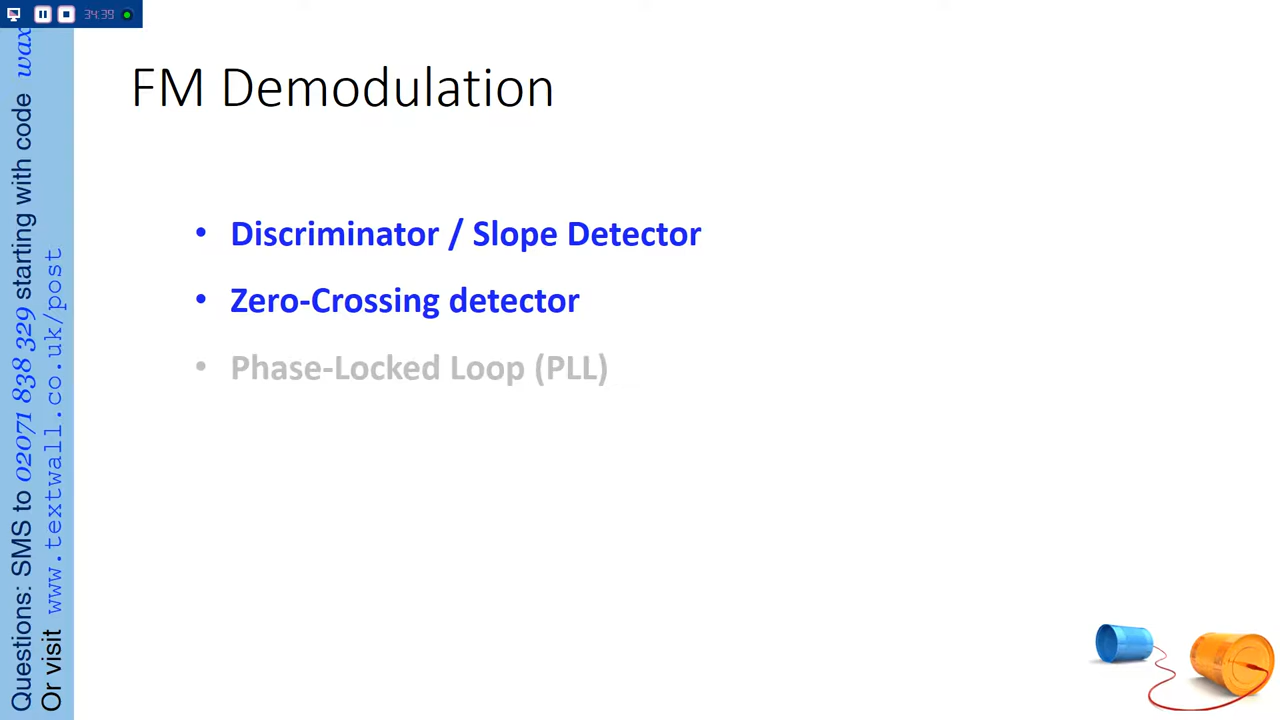 34:39
FM Demodulation
• Discriminator / Slope Detector
• Zero-Crossing detector
• Phase-Locked Loop (PLL)
Questions: SMS to 02071 838 329 starting with code wax
Or visit www.textwall.co.uk/post